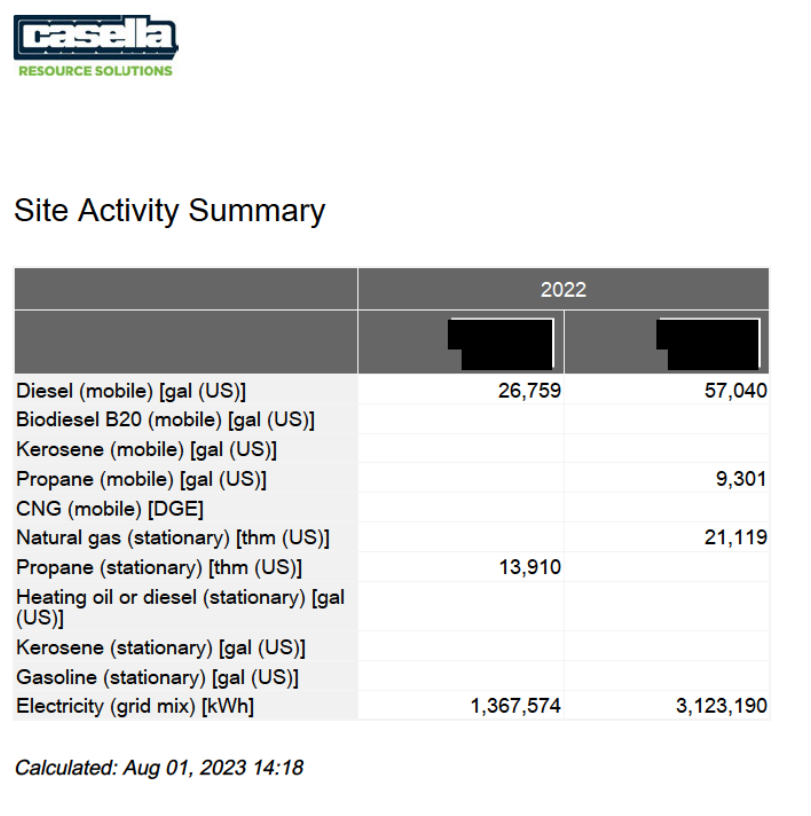 casella
RESOURCE SOLUTIONS
Site Activity Summary
2022
Diesel (mobile) [gal (US)] 26,759 57,040
Biodiesel B20 (mobile) [gal (US)]
Kerosene (mobile) [gal (US)]
Propane (mobile) [gal (US)] 9,301
CNG (mobile) [DGE]
Natural gas (stationary) [thm (US)] 21,119
Propane (stationary) [thm (US)] 13,910
Heating oil or diesel (stationary) [gal
(US)]
Kerosene (stationary) [gal (US)]
Gasoline (stationary) [gal (US)]
Electricity (grid mix) [kWh] 1,367,574 3,123,190
Calculated: Aug 01, 2023 14:18